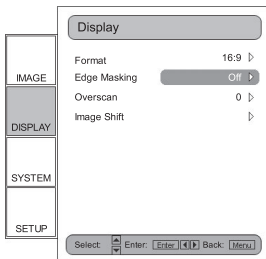 Display
IMAGE
DISPLAY
SYSTEM
SETUP
Format 16:9
Edge Masking Off
Overscan 0
Image Shift
Select: Enter: Enter Back: Menu